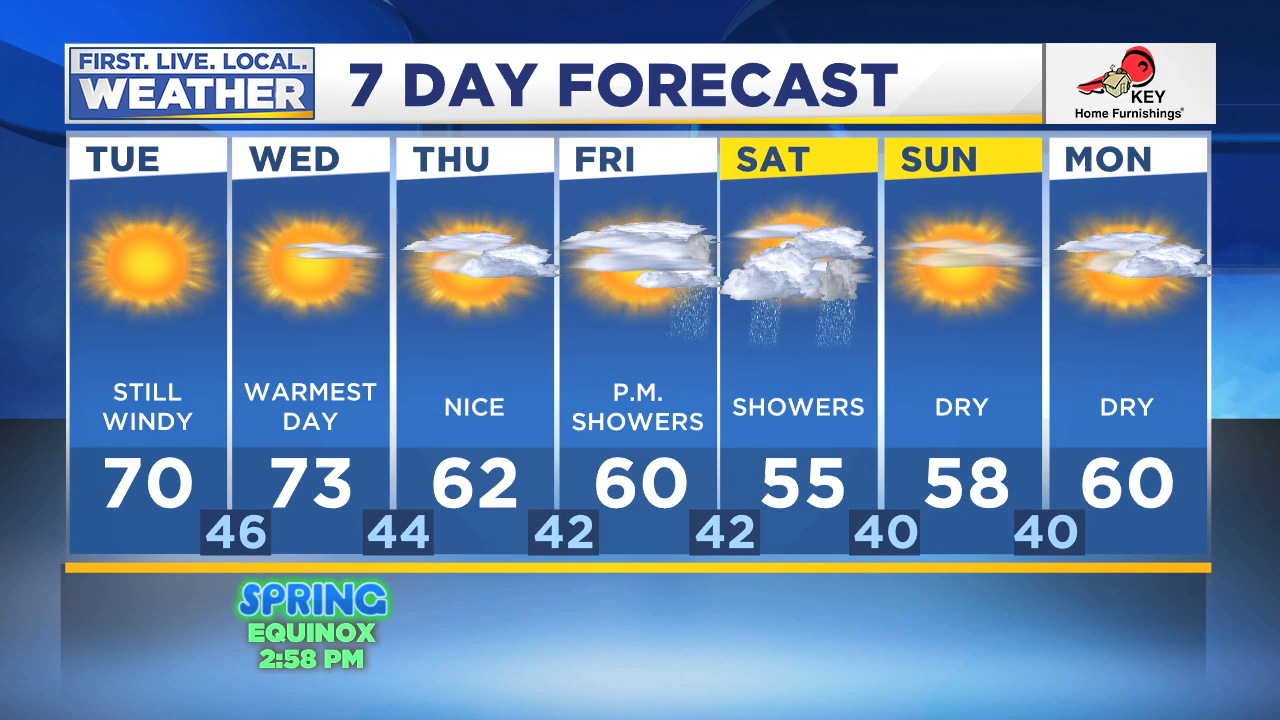 FIRST. LIVE. LOCAL.
WEATHER
7 DAY FORECAST
KEY
Home Furnishings®
TUE WED THU FRI SAT SUN MON
STILL
WINDY
WARMEST
DAY
NICE
P.M.
SHOWERS
SHOWERS
DRY
DRY
70 73 62 60 55 58 60
46 44 42 42 40 40
SPRING
EQUINOX
2:58 PM